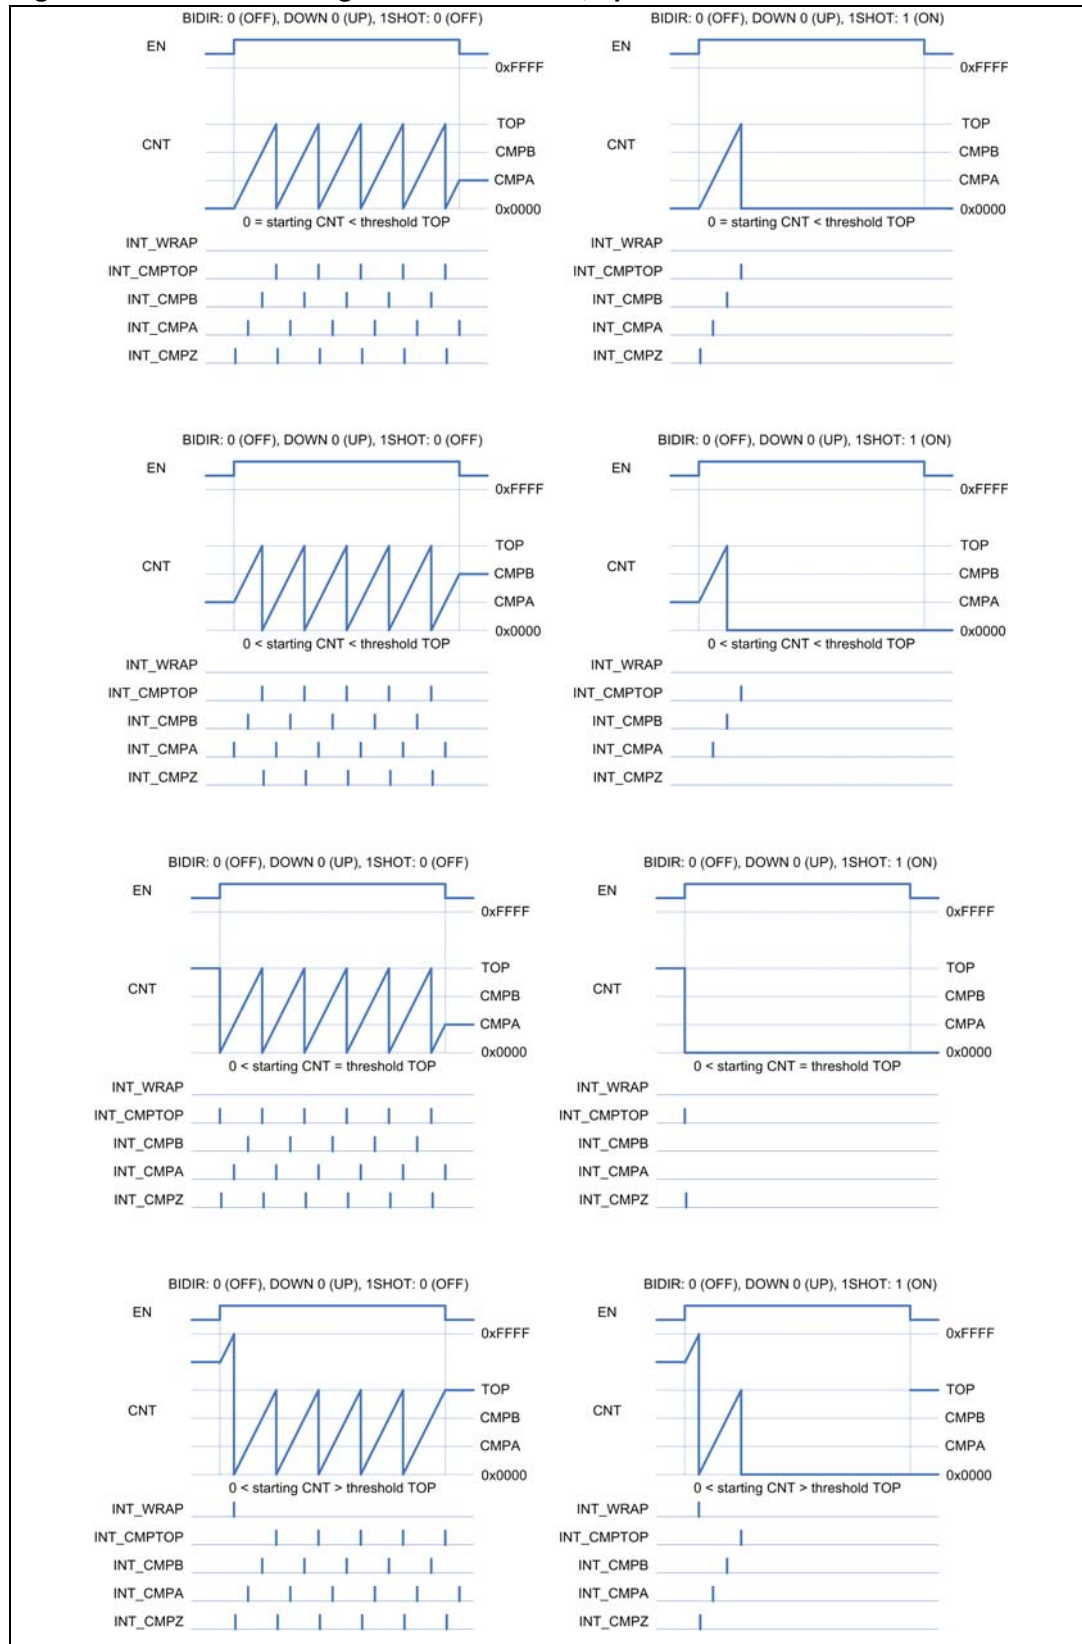 BIDIR: 0 (OFF), DOWN 0 (UP), 1SHOT: 0 (OFF)
EN
0xFFFF
TOP
CNT
CMPB
CMPA
0x0000
0 = starting CNT < threshold TOP
INT_WRAP
INT_CMPTOP
INT_CMPB
INT_CMPA
INT_CMPZ
BIDIR: 0 (OFF), DOWN 0 (UP), 1SHOT: 1 (ON)
EN
0xFFFF
TOP
CNT
CMPB
CMPA
0x0000
0 = starting CNT < threshold TOP
INT_WRAP
INT_CMPTOP
INT_CMPB
INT_CMPA
INT_CMPZ
BIDIR: 0 (OFF), DOWN 0 (UP), 1SHOT: 0 (OFF)
EN
0xFFFF
TOP
CNT
CMPB
CMPA
0x0000
0 < starting CNT < threshold TOP
INT_WRAP
INT_CMPTOP
INT_CMPB
INT_CMPA
INT_CMPZ
BIDIR: 0 (OFF), DOWN 0 (UP), 1SHOT: 1 (ON)
EN
0xFFFF
TOP
CNT
CMPB
CMPA
0x0000
0 < starting CNT < threshold TOP
INT_WRAP
INT_CMPTOP
INT_CMPB
INT_CMPA
INT_CMPZ
BIDIR: 0 (OFF), DOWN 0 (UP), 1SHOT: 0 (OFF)
EN
0xFFFF
TOP
CNT
CMPB
CMPA
0x0000
0 < starting CNT = threshold TOP
INT_WRAP
INT_CMPTOP
INT_CMPB
INT_CMPA
INT_CMPZ
BIDIR: 0 (OFF), DOWN 0 (UP), 1SHOT: 1 (ON)
EN
0xFFFF
TOP
CNT
CMPB
CMPA
0x0000
0 < starting CNT = threshold TOP
INT_WRAP
INT_CMPTOP
INT_CMPB
INT_CMPA
INT_CMPZ
BIDIR: 0 (OFF), DOWN 0 (UP), 1SHOT: 0 (OFF)
EN
0xFFFF
TOP
CNT
CMPB
CMPA
0x0000
0 < starting CNT > threshold TOP
INT_WRAP
INT_CMPTOP
INT_CMPB
INT_CMPA
INT_CMPZ
BIDIR: 0 (OFF), DOWN 0 (UP), 1SHOT: 1 (ON)
EN
0xFFFF
TOP
CNT
CMPB
CMPA
0x0000
0 < starting CNT > threshold TOP
INT_WRAP
INT_CMPTOP
INT_CMPB
INT_CMPA
INT_CMPZ